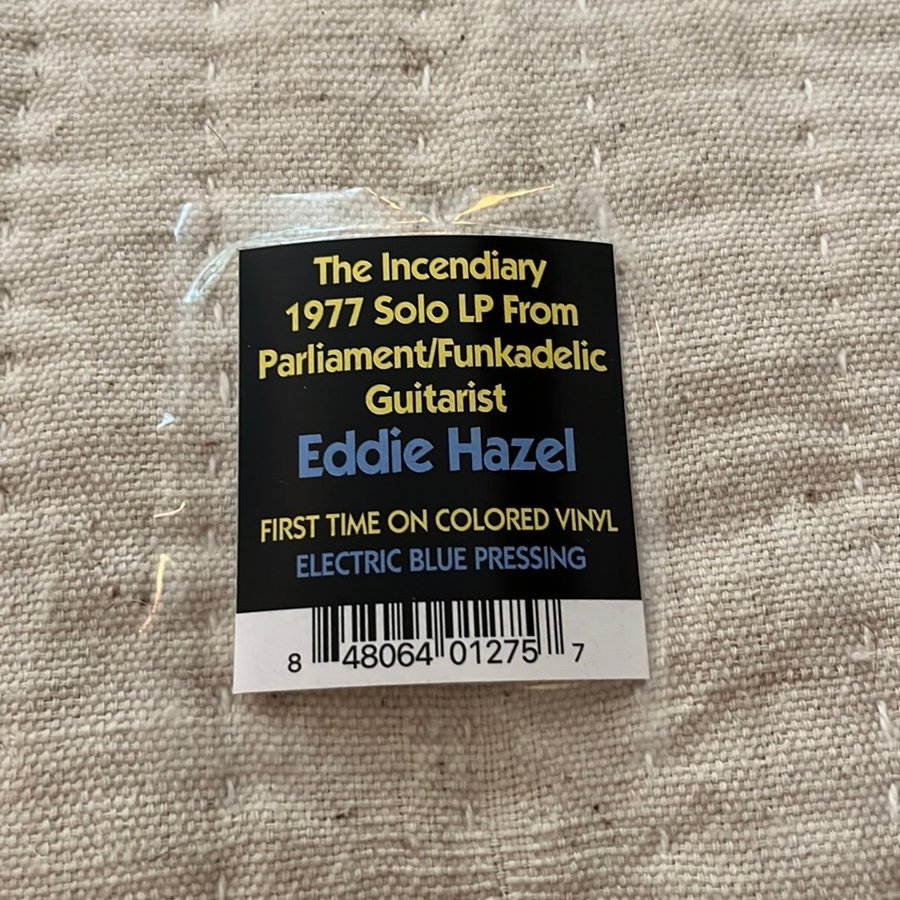 The Incendiary
1977 Solo LP From
Parliament/Funkadelic
Guitarist
Eddie Hazel
FIRST TIME ON COLORED VINYL
ELECTRIC BLUE PRESSING
8 48064 01275 7